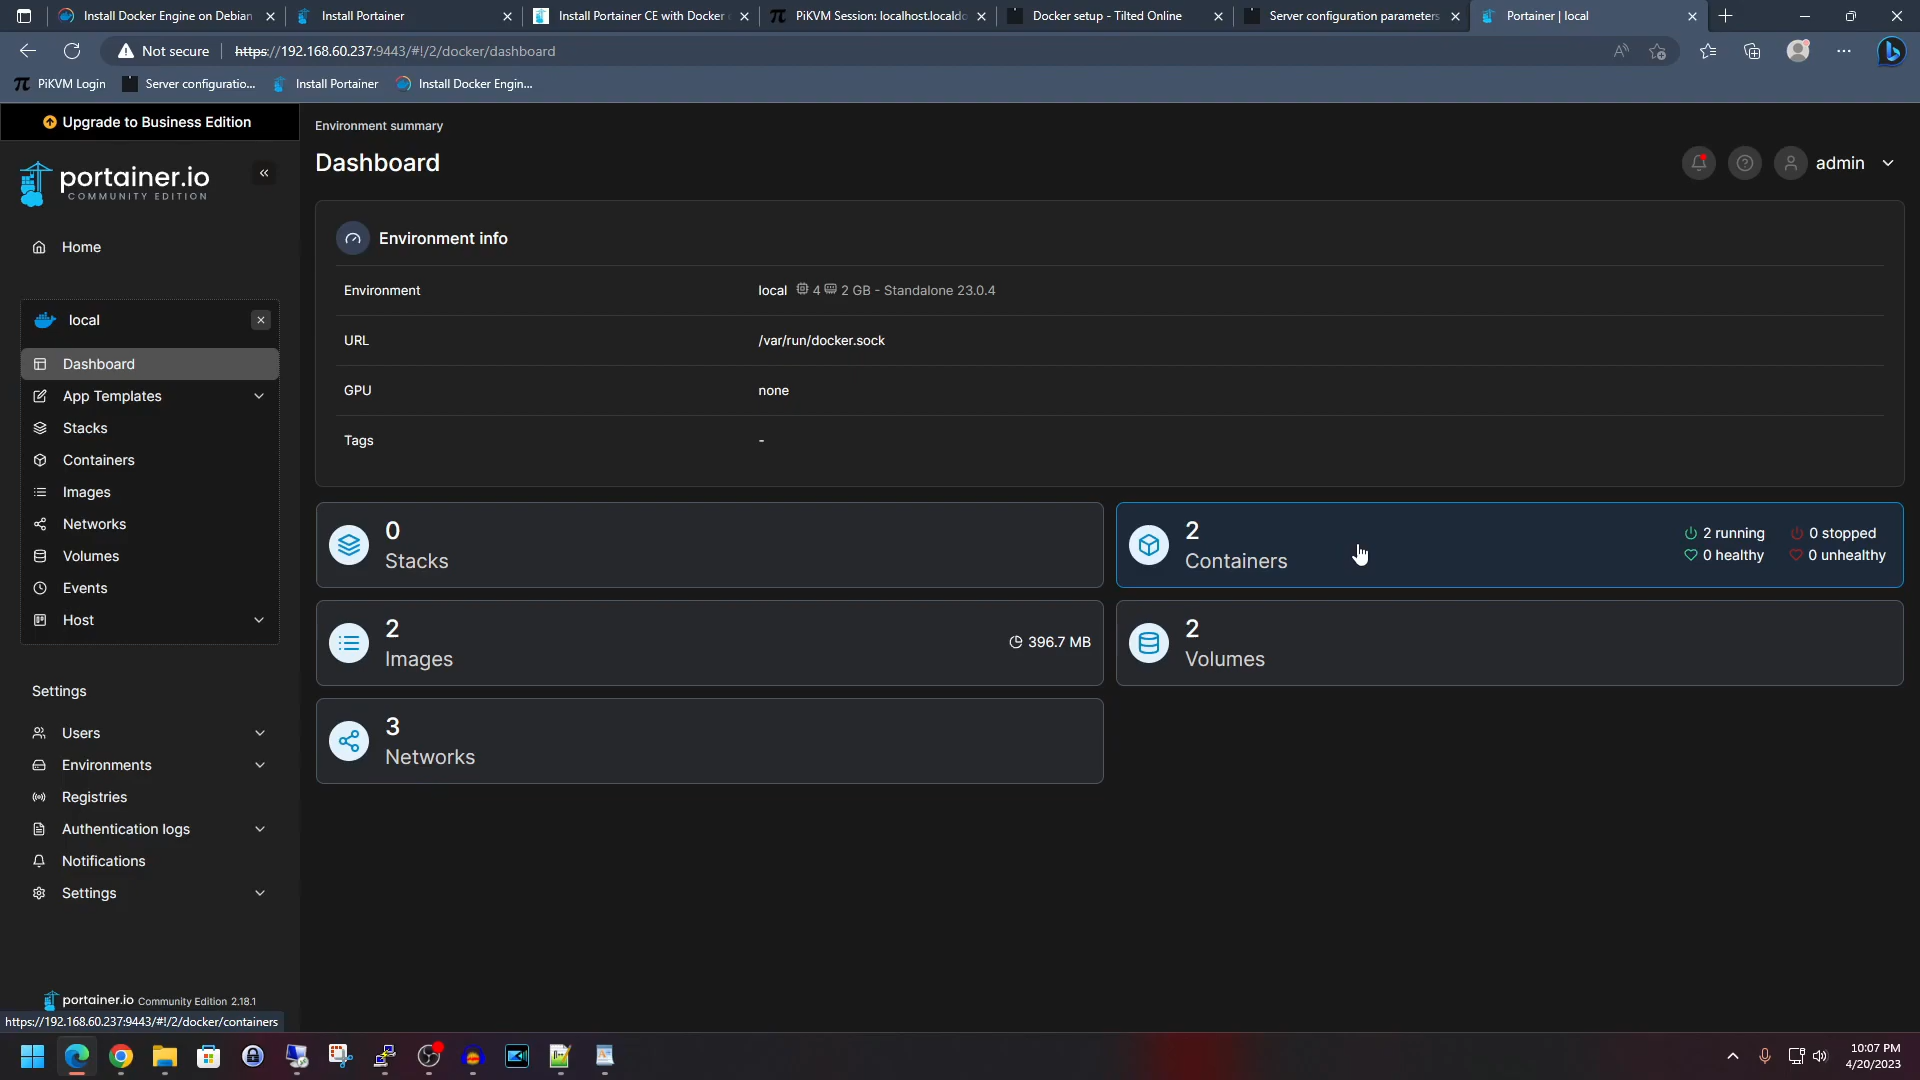 Install Docker Engine on Debian
Install Portainer
Install Portainer CE with Docker
PiKVM Session: localhost.localdo
Docker setup - Tilted Online
Server configuration parameters
Portainer | local
Not secure
https://192.168.60.237:9443/#!/2/docker/dashboard
PiKVM Login
Server configuratio...
Install Portainer
Install Docker Engin...
Upgrade to Business Edition
portainer.io
COMMUNITY EDITION
Home
local
Dashboard
App Templates
Stacks
Containers
Images
Networks
Volumes
Events
Host
Settings
Users
Environments
Registries
Authentication logs
Notifications
Settings
portainer.io Community Edition 2.18.1
https://192.168.60.237:9443/#!/2/docker/containers
Environment summary
Dashboard
admin
Environment info
Environment local 4 2 GB - Standalone 23.0.4
URL /var/run/docker.sock
GPU none
Tags -
0
Stacks
2
Containers
2 running 0 stopped
0 healthy 0 unhealthy
2
Images
396.7 MB
2
Volumes
3
Networks
10:07 PM
4/20/2023